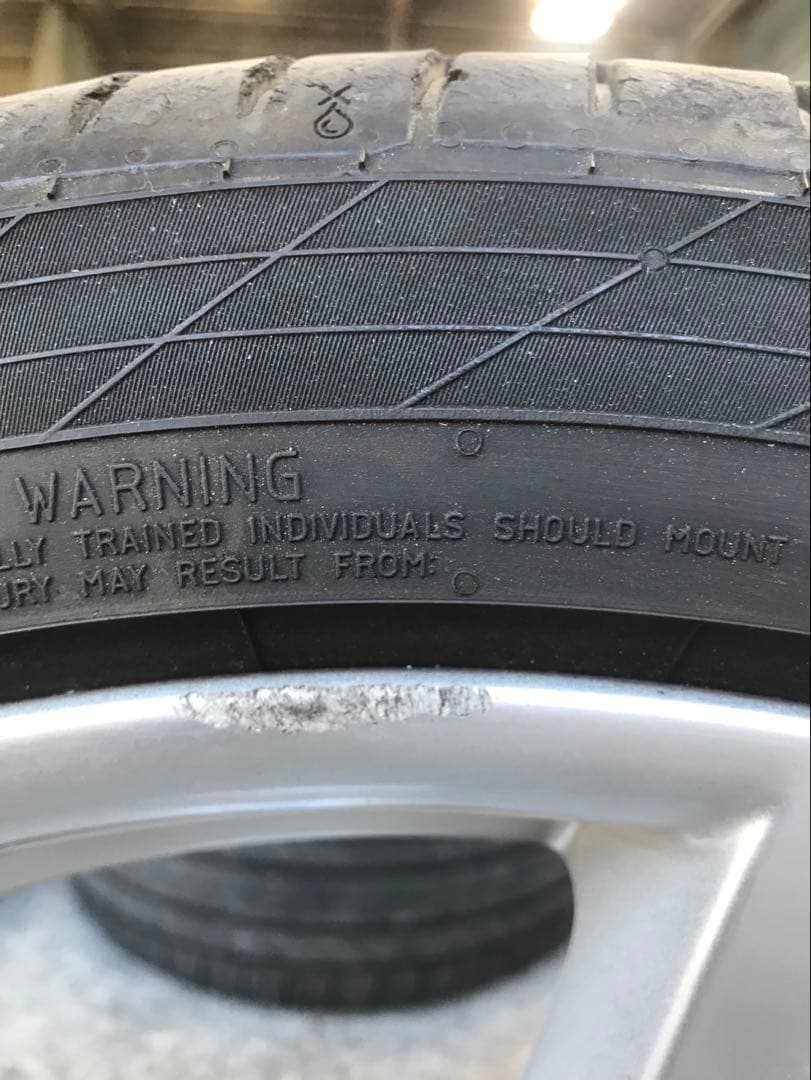 WARNING
LLY TRAINED INDIVIDUALS SHOULD MOUNT
URY MAY RESULT FROM: